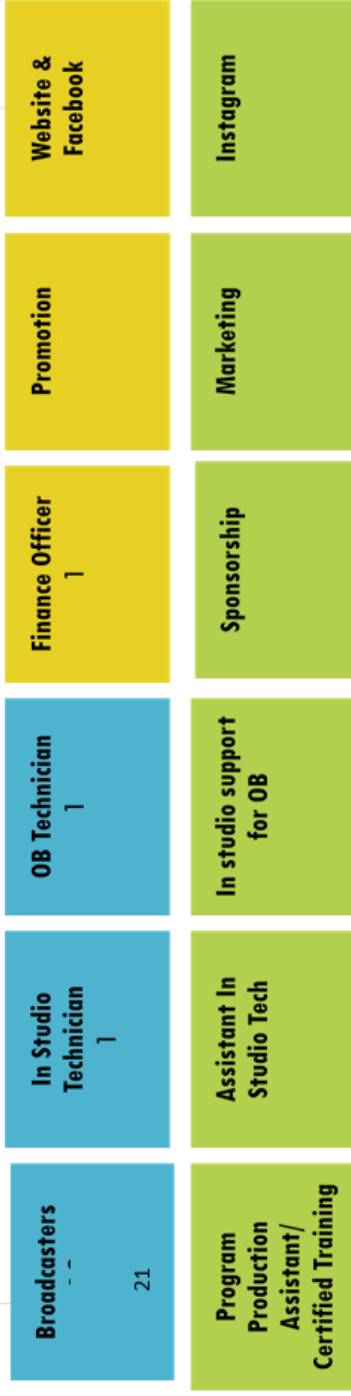 Broadcasters
21
In Studio
Technician
1
OB Technician
1
Finance Officer
1
Promotion
Website &
Facebook
Program
Production
Assistant/
Certified Training
Assistant In
Studio Tech
In studio support
for OB
Sponsorship
Marketing
Instagram